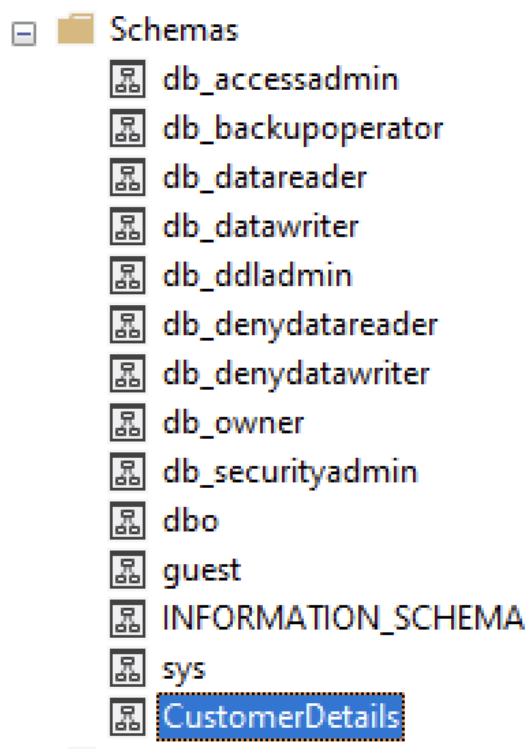 Schemas
db_accessadmin
db_backupoperator
db_datareader
db_datawriter
db_ddladmin
db_denydatareader
db_denydatawriter
db_owner
db_securityadmin
dbo
guest
INFORMATION_SCHEMA
sys
CustomerDetails